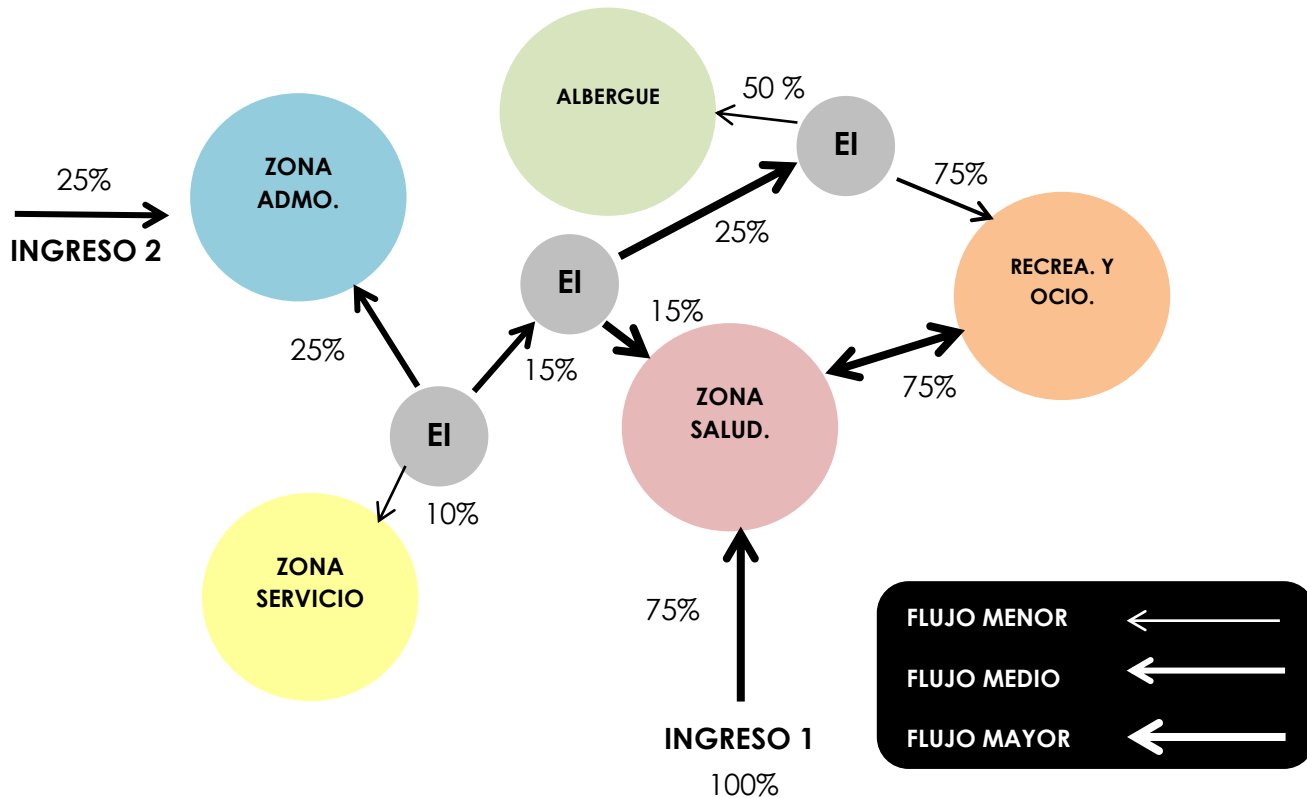 ALBERGUE
50 %
EI
ZONA
ADMO.
25%
INGRESO 2
75%
25%
RECREA. Y
OCIO.
EI
15%
25%
15%
75%
ZONA
SALUD.
EI
10%
ZONA
SERVICIO
75%
INGRESO 1
100%
FLUJO MENOR
FLUJO MEDIO
FLUJO MAYOR